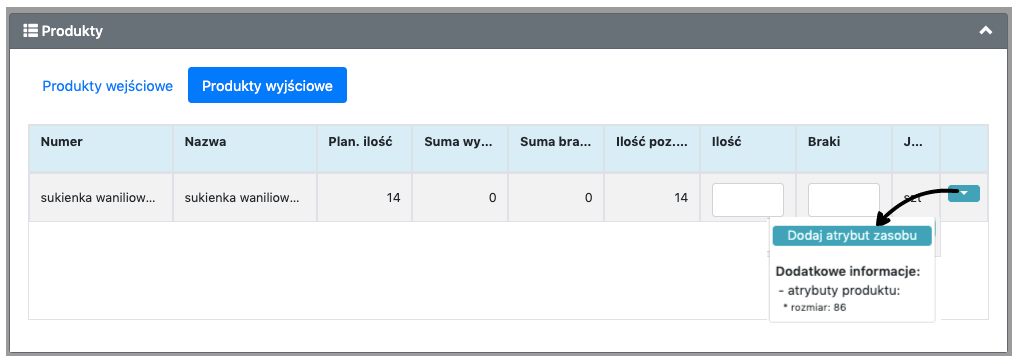 Produkty
Produkty wejściowe
Produkty wyjściowe
Numer Nazwa Plan. ilość Suma wy... Suma bra... Ilość poz.... Ilość Braki J...
sukienka waniliow... sukienka waniliow... 14 0 0 14 szt
Dodaj atrybut zasobu
Dodatkowe informacje:
- atrybuty produktu:
* rozmiar: 86